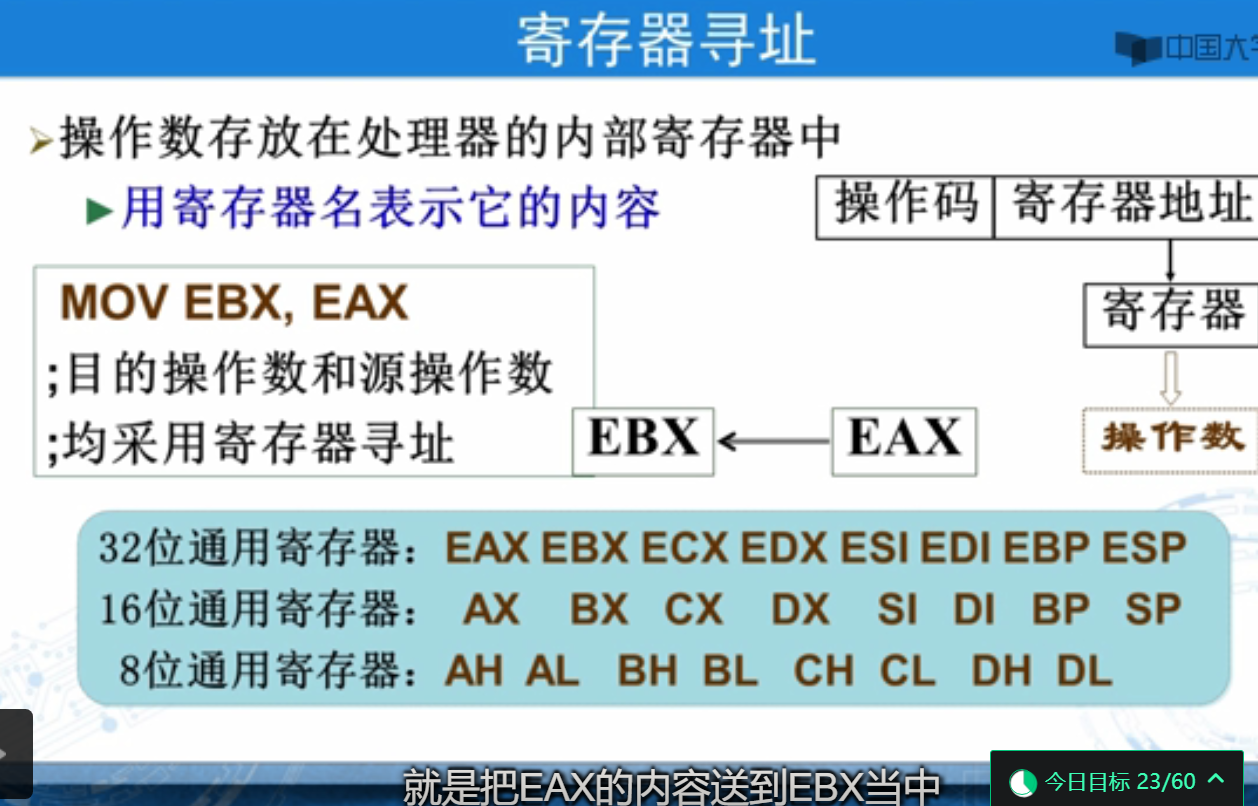 寄存器寻址
中国大
操作数存放在处理器的内部寄存器中
用寄存器名表示它的内容
操作码 寄存器地址
寄存器
操作数
MOV EBX, EAX
;目的操作数和源操作数
;均采用寄存器寻址
EBX EAX
32位通用寄存器： EAX EBX ECX EDX ESI EDI EBP ESP
16位通用寄存器： AX BX CX DX SI DI BP SP
8位通用寄存器： AH AL BH BL CH CL DH DL
就是把EAX的内容送到EBX当中
今日目标 23/60